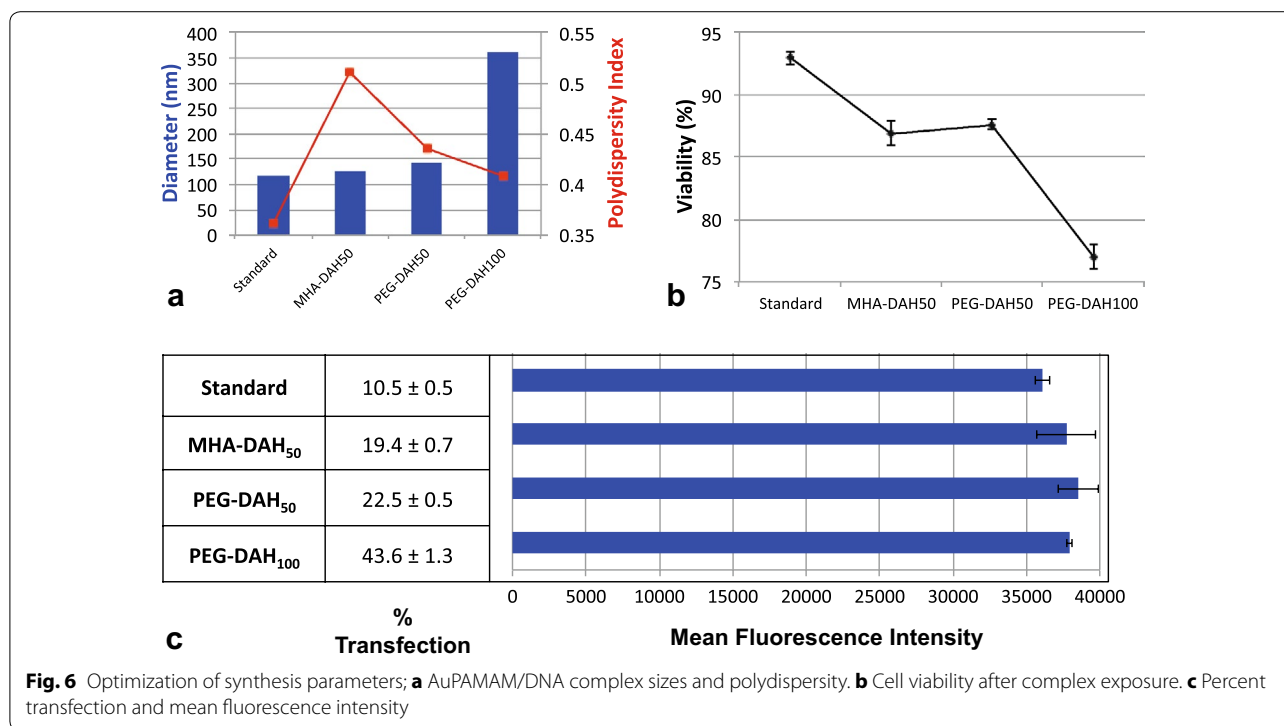 400
350
300
250
200
150
100
50
0
Diameter (nm)
0.55
0.5
0.45
0.4
0.35
Polydispersity Index
Standard
MHA-DAH50
PEG-DAH50
PEG-DAH100
a
95
90
85
80
75
Viability (%)
Standard MHA-DAH50 PEG-DAH50 PEG-DAH100
b
Standard 10.5 ± 0.5
MHA-DAH50 19.4 ± 0.7
PEG-DAH50 22.5 ± 0.5
PEG-DAH100 43.6 ± 1.3
%
Transfection
0 5000 10000 15000 20000 25000 30000 35000 40000
Mean Fluorescence Intensity
c
Fig. 6 Optimization of synthesis parameters; a AuPAMAM/DNA complex sizes and polydispersity. b Cell viability after complex exposure. c Percent
transfection and mean fluorescence intensity